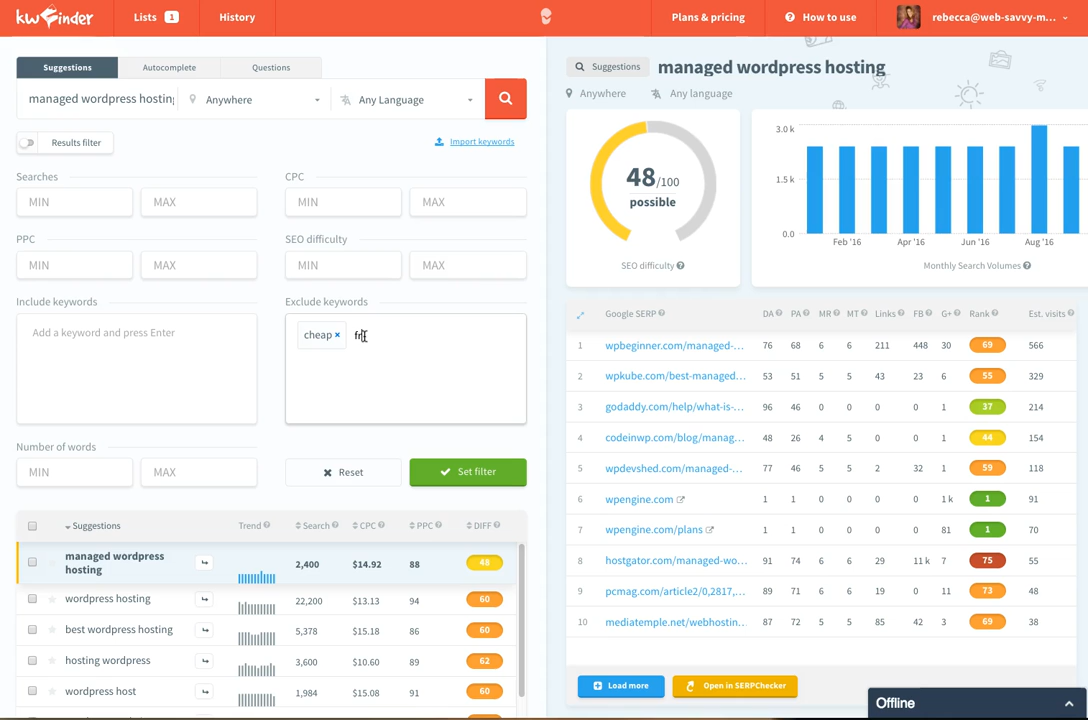 kwfinder
Lists 1
History
Plans & pricing
? How to use
rebecca@web-savvy-m...
Suggestions
Autocomplete
Questions
managed wordpress hosting
Anywhere
Any Language
Results filter
Import keywords
Searches
MIN
MAX
CPC
MIN
MAX
PPC
MIN
MAX
SEO difficulty
MIN
MAX
Include keywords
Add a keyword and press Enter
Exclude keywords
cheap ×
fr
Number of words
MIN
MAX
Reset
Set filter
Suggestions Trend ? Search ? CPC ? PPC ? DIFF ?
managed wordpress
hosting
2,400 $14.92 88 48
wordpress hosting 22,200 $13.13 94 60
best wordpress hosting 5,378 $15.18 86 60
hosting wordpress 3,600 $10.60 89 62
wordpress host 1,984 $15.08 91 60
Suggestions
managed wordpress hosting
Anywhere
Any language
48/100
possible
SEO difficulty ?
3.0 k
1.5 k
0.0
Feb '16 Apr '16 Jun '16 Aug '16
Monthly Search Volumes ?
Google SERP ? DA ? PA ? MR ? MT ? Links ? FB ? G+ ? Rank ? Est. visits ?
1 wpbeginner.com/managed-... 76 68 6 6 211 448 30 69 566
2 wpkube.com/best-managed... 53 51 5 5 43 23 6 55 329
3 godaddy.com/help/what-is-... 96 46 0 0 0 0 1 37 214
4 codeinwp.com/blog/manag... 48 26 4 5 0 0 1 44 154
5 wpdevshed.com/managed-... 77 46 5 5 2 32 1 59 118
6 wpengine.com 1 1 0 0 0 0 1 k 1 91
7 wpengine.com/plans 1 1 0 0 0 0 81 1 70
8 hostgator.com/managed-wo... 91 74 6 6 29 11 k 7 75 55
9 pcmag.com/article2/0,2817,... 89 71 6 6 19 0 11 73 48
10 mediatemple.net/webhostin... 87 72 5 5 85 42 3 69 38
Load more
Open in SERPChecker
Offline